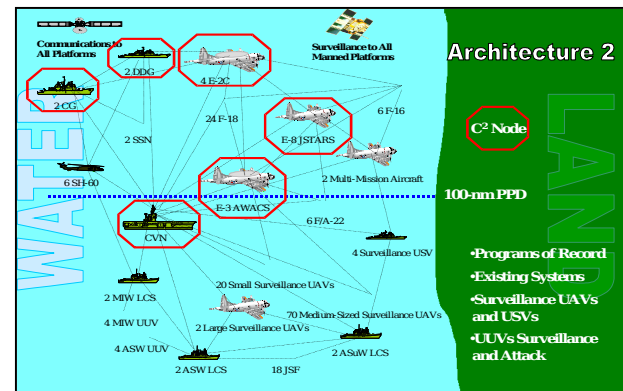 Communications to
All Platforms
Surveillance to All
Manned Platforms
Architecture 2
2 DDG
4 E-2C
2 CG
6 F-16
24 F-18
C² Node
2 SSN
E-8 JSTARS
LAND
WATER
6 SH-60
2 Multi-Mission Aircraft
100-nm PPD
E-3 AWACS
6 F/A-22
CVN
4 Surveillance USV
•Programs of Record
•Existing Systems
•Surveillance UAVs
and USVs
•UUVs Surveillance
and Attack
20 Small Surveillance UAVs
2 MIW LCS
70 Medium-Sized Surveillance UAVs
4 MIW UUV
2 Large Surveillance UAVs
4 ASW UUV
2 ASuW LCS
2 ASW LCS
18 JSF